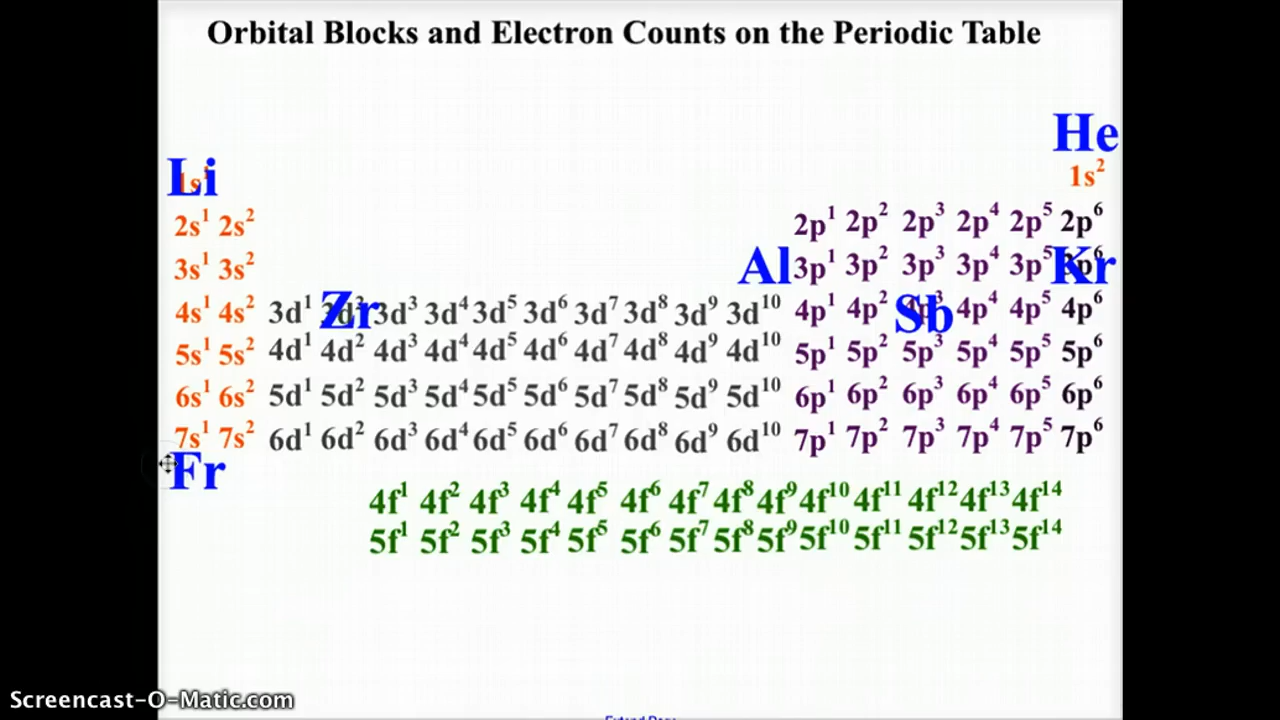 Orbital Blocks and Electron Counts on the Periodic Table
He
Li
1s²
2s¹ 2s² 2p¹ 2p² 2p³ 2p⁴ 2p⁵ 2p⁶
3s¹ 3s² Al 3p¹ 3p² 3p³ 3p⁴ 3p⁵ Kr
4s¹ 4s² 3d¹ Zr 3d³ 3d⁴ 3d⁵ 3d⁶ 3d⁷ 3d⁸ 3d⁹ 3d¹⁰ 4p¹ 4p² Sb 4p⁴ 4p⁵ 4p⁶
5s¹ 5s² 4d¹ 4d² 4d³ 4d⁴ 4d⁵ 4d⁶ 4d⁷ 4d⁸ 4d⁹ 4d¹⁰ 5p¹ 5p² 5p³ 5p⁴ 5p⁵ 5p⁶
6s¹ 6s² 5d¹ 5d² 5d³ 5d⁴ 5d⁵ 5d⁶ 5d⁷ 5d⁸ 5d⁹ 5d¹⁰ 6p¹ 6p² 6p³ 6p⁴ 6p⁵ 6p⁶
7s¹ 7s² 6d¹ 6d² 6d³ 6d⁴ 6d⁵ 6d⁶ 6d⁷ 6d⁸ 6d⁹ 6d¹⁰ 7p¹ 7p² 7p³ 7p⁴ 7p⁵ 7p⁶
Fr
4f¹ 4f² 4f³ 4f⁴ 4f⁵ 4f⁶ 4f⁷ 4f⁸ 4f⁹ 4f¹⁰ 4f¹¹ 4f¹² 4f¹³ 4f¹⁴
5f¹ 5f² 5f³ 5f⁴ 5f⁵ 5f⁶ 5f⁷ 5f⁸ 5f⁹ 5f¹⁰ 5f¹¹ 5f¹² 5f¹³ 5f¹⁴
Screencast-O-Matic.com